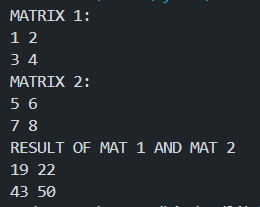 MATRIX 1:
1 2
3 4
MATRIX 2:
5 6
7 8
RESULT OF MAT 1 AND MAT 2
19 22
43 50